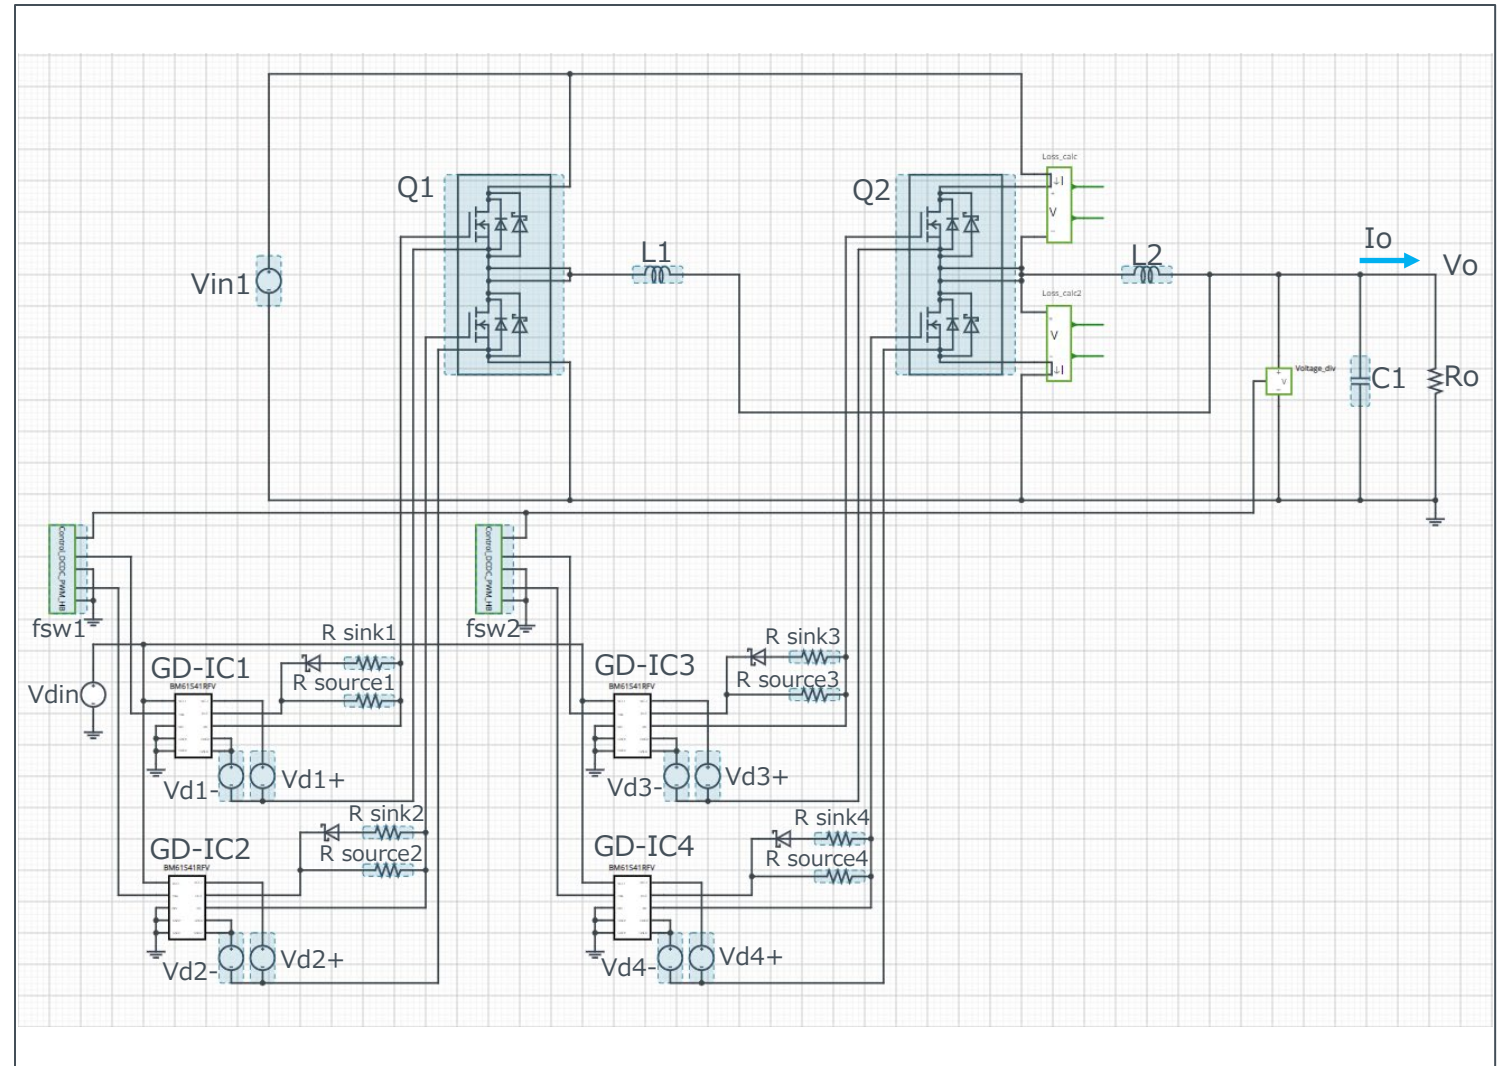 Loss_calc
Q1
Q2
Io
L1
L2
Vo
Vin1
Loss_calc2
Voltage_div
C1
Ro
Control_DCDC_PWM_HB
Control_DCDC_PWM_HB
fsw1
fsw2
R sink1
R sink3
GD-IC1
GD-IC3
R source1
R source3
BM61541RFV
BM61541RFV
Vdin
Vd1-
Vd1+
Vd3-
Vd3+
R sink2
R sink4
GD-IC2
GD-IC4
R source2
R source4
BM61541RFV
BM61541RFV
Vd2-
Vd2+
Vd4-
Vd4+
V
V
V
I
I